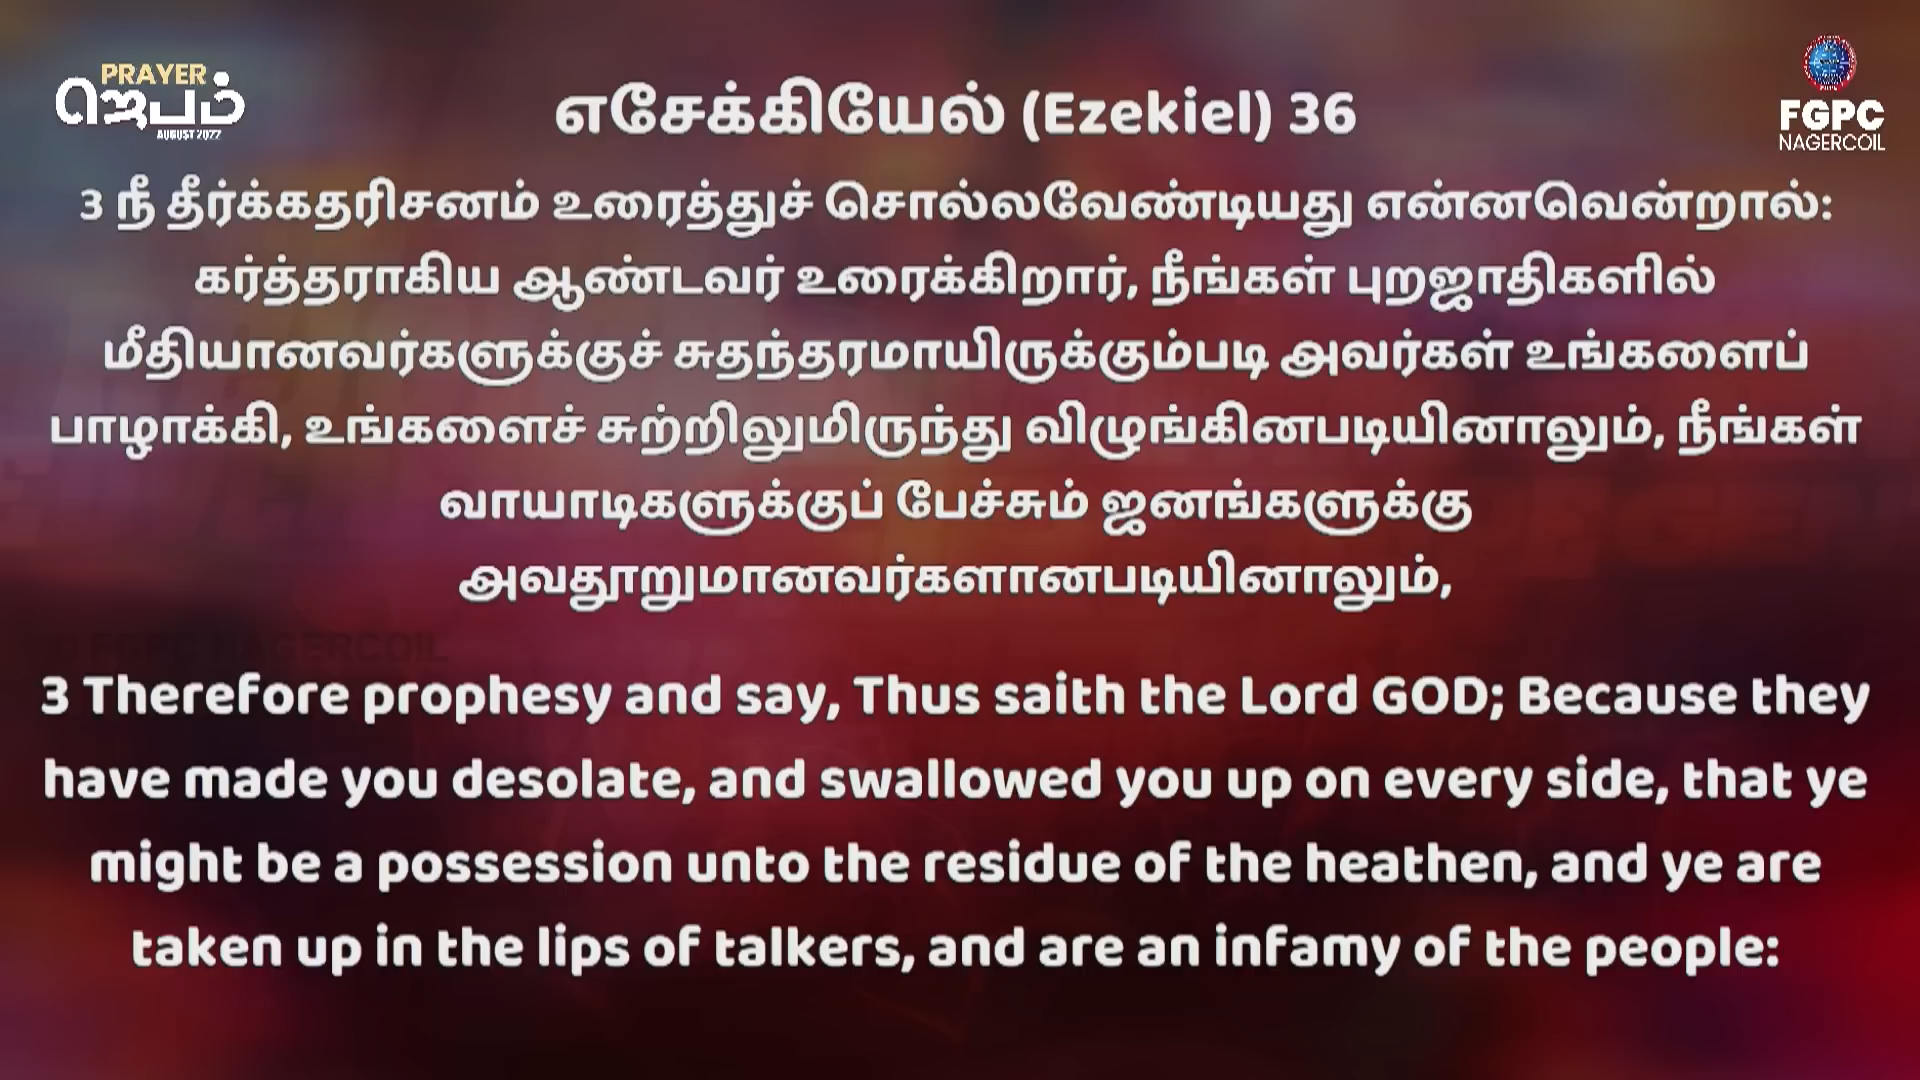 PRAYER
ஜெபம்
AUGUST 2022
FGPC
NAGERCOIL
எசேக்கியேல் (Ezekiel) 36
3 நீ தீர்க்கதரிசனம் உரைத்துச் சொல்லவேண்டியது என்னவென்றால்:
கர்த்தராகிய ஆண்டவர் உரைக்கிறார், நீங்கள் புறஜாதிகளில்
மீதியானவர்களுக்குச் சுதந்தரமாயிருக்கும்படி அவர்கள் உங்களைப்
பாழாக்கி, உங்களைச் சுற்றிலுமிருந்து விழுங்கினபடியினாலும், நீங்கள்
வாயாடிகளுக்குப் பேச்சும் ஜனங்களுக்கு
அவதூறுமானவர்களானபடியினாலும்,
© FGPC NAGERCOIL
3 Therefore prophesy and say, Thus saith the Lord GOD; Because they
have made you desolate, and swallowed you up on every side, that ye
might be a possession unto the residue of the heathen, and ye are
taken up in the lips of talkers, and are an infamy of the people: